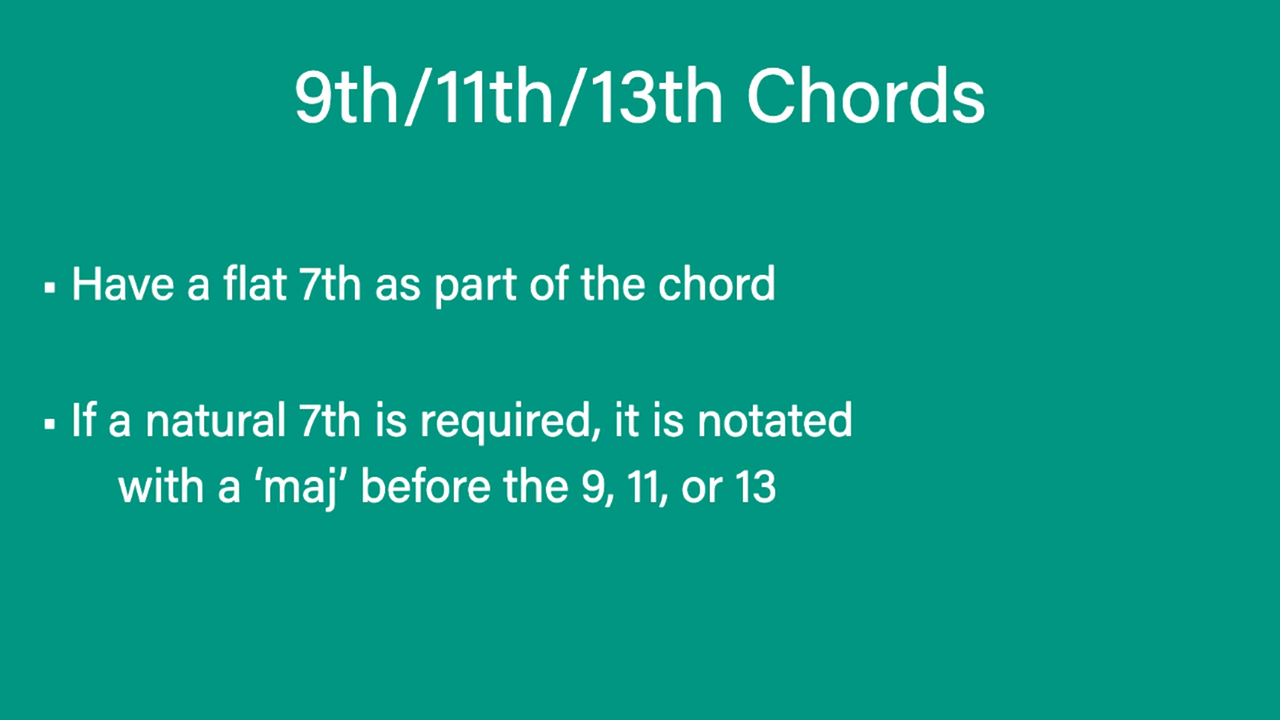 9th/11th/13th Chords
▪ Have a flat 7th as part of the chord
▪ If a natural 7th is required, it is notated
with a ‘maj’ before the 9, 11, or 13